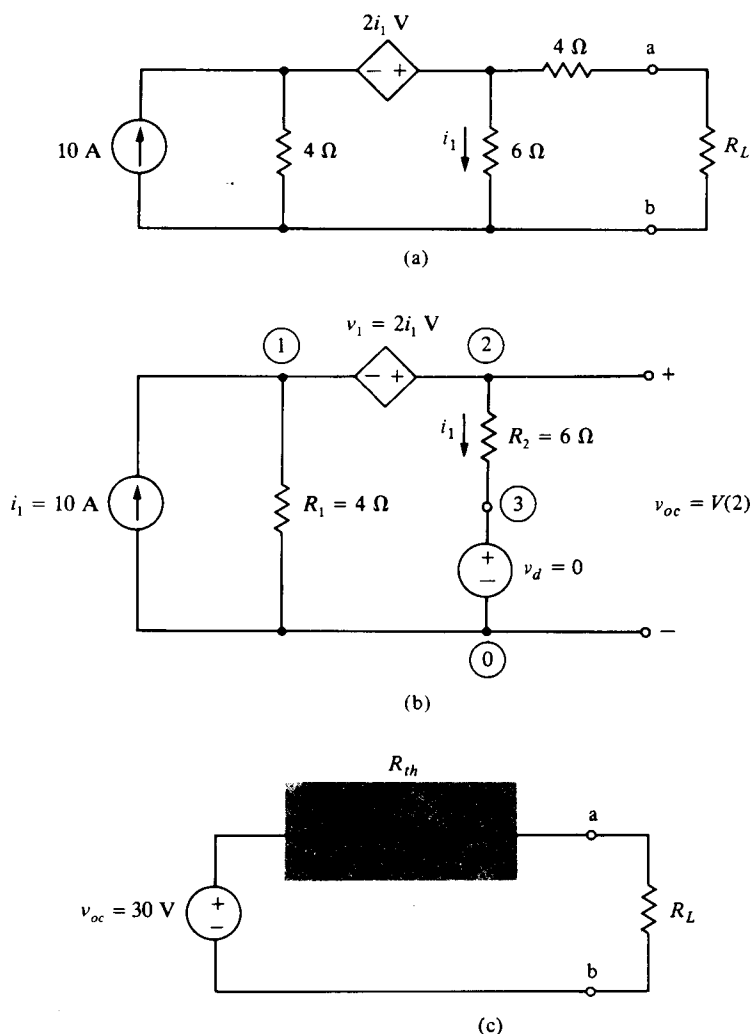 2i₁ V
4 Ω
a
10 A
4 Ω
i₁
6 Ω
R_L
b
(a)
v₁ = 2i₁ V
1
2
+
i₁
R₂ = 6 Ω
i₁ = 10 A
R₁ = 4 Ω
3
v_oc = V(2)
v_d = 0
−
0
(b)
R_th
a
v_oc = 30 V
R_L
b
(c)